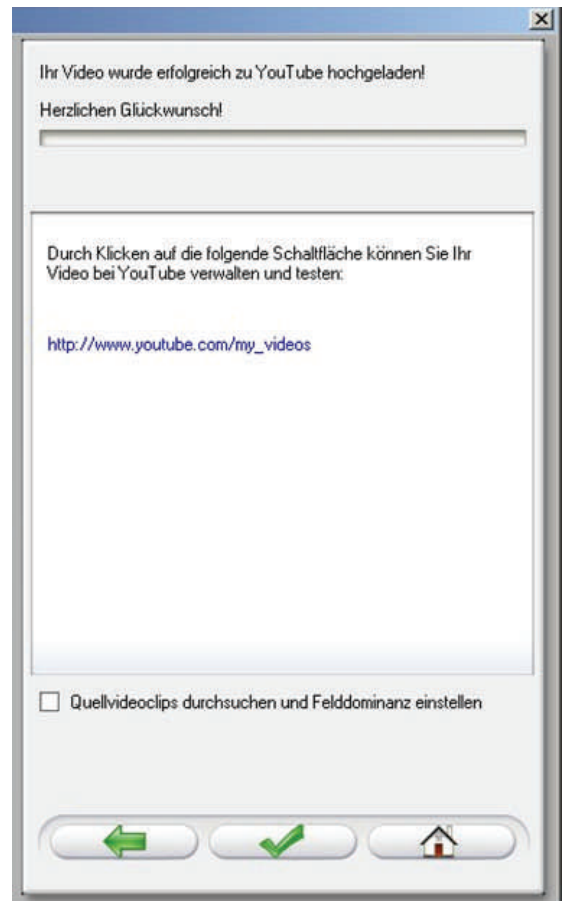 Ihr Video wurde erfolgreich zu YouTube hochgeladen!
Herzlichen Glückwunsch!
Durch Klicken auf die folgende Schaltfläche können Sie Ihr
Video bei YouTube verwalten und testen:
http://www.youtube.com/my_videos
Quellvideoclips durchsuchen und Felddominanz einstellen